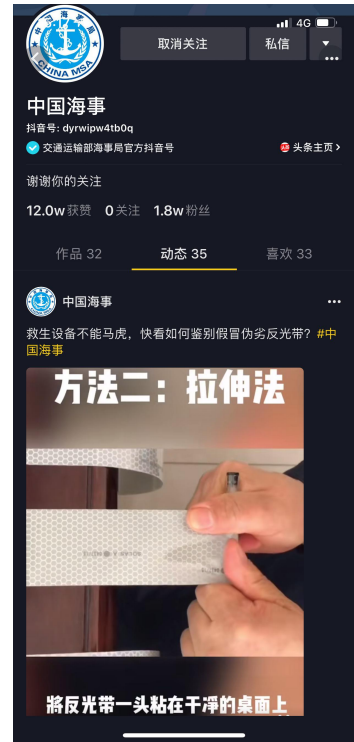 中国海事局
CHINA MSA
4G
取消关注
私信
中国海事
抖音号: dyrwipw4tb0q
交通运输部海事局官方抖音号
头条主页
谢谢你的关注
12.0w获赞 0关注 1.8w粉丝
作品 32
动态 35
喜欢 33
中国海事
救生设备不能马虎，快看如何鉴别假冒伪劣反光带？#中
国海事
方法二：拉伸法
將反光带一头粘在干净的桌面上